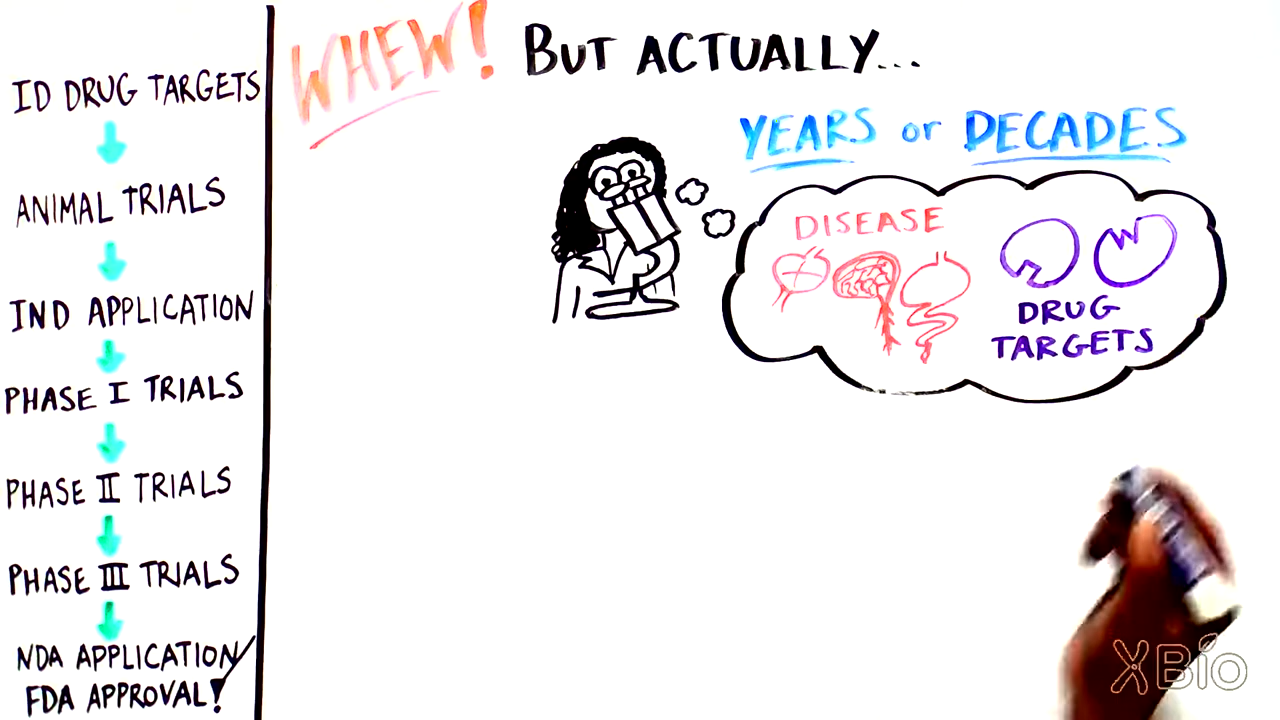 ID DRUG TARGETS
ANIMAL TRIALS
IND APPLICATION
PHASE I TRIALS
PHASE II TRIALS
PHASE III TRIALS
NDA APPLICATION/
FDA APPROVAL!
WHEW! BUT ACTUALLY...
YEARS or DECADES
DISEASE
DRUG
TARGETS
XBio